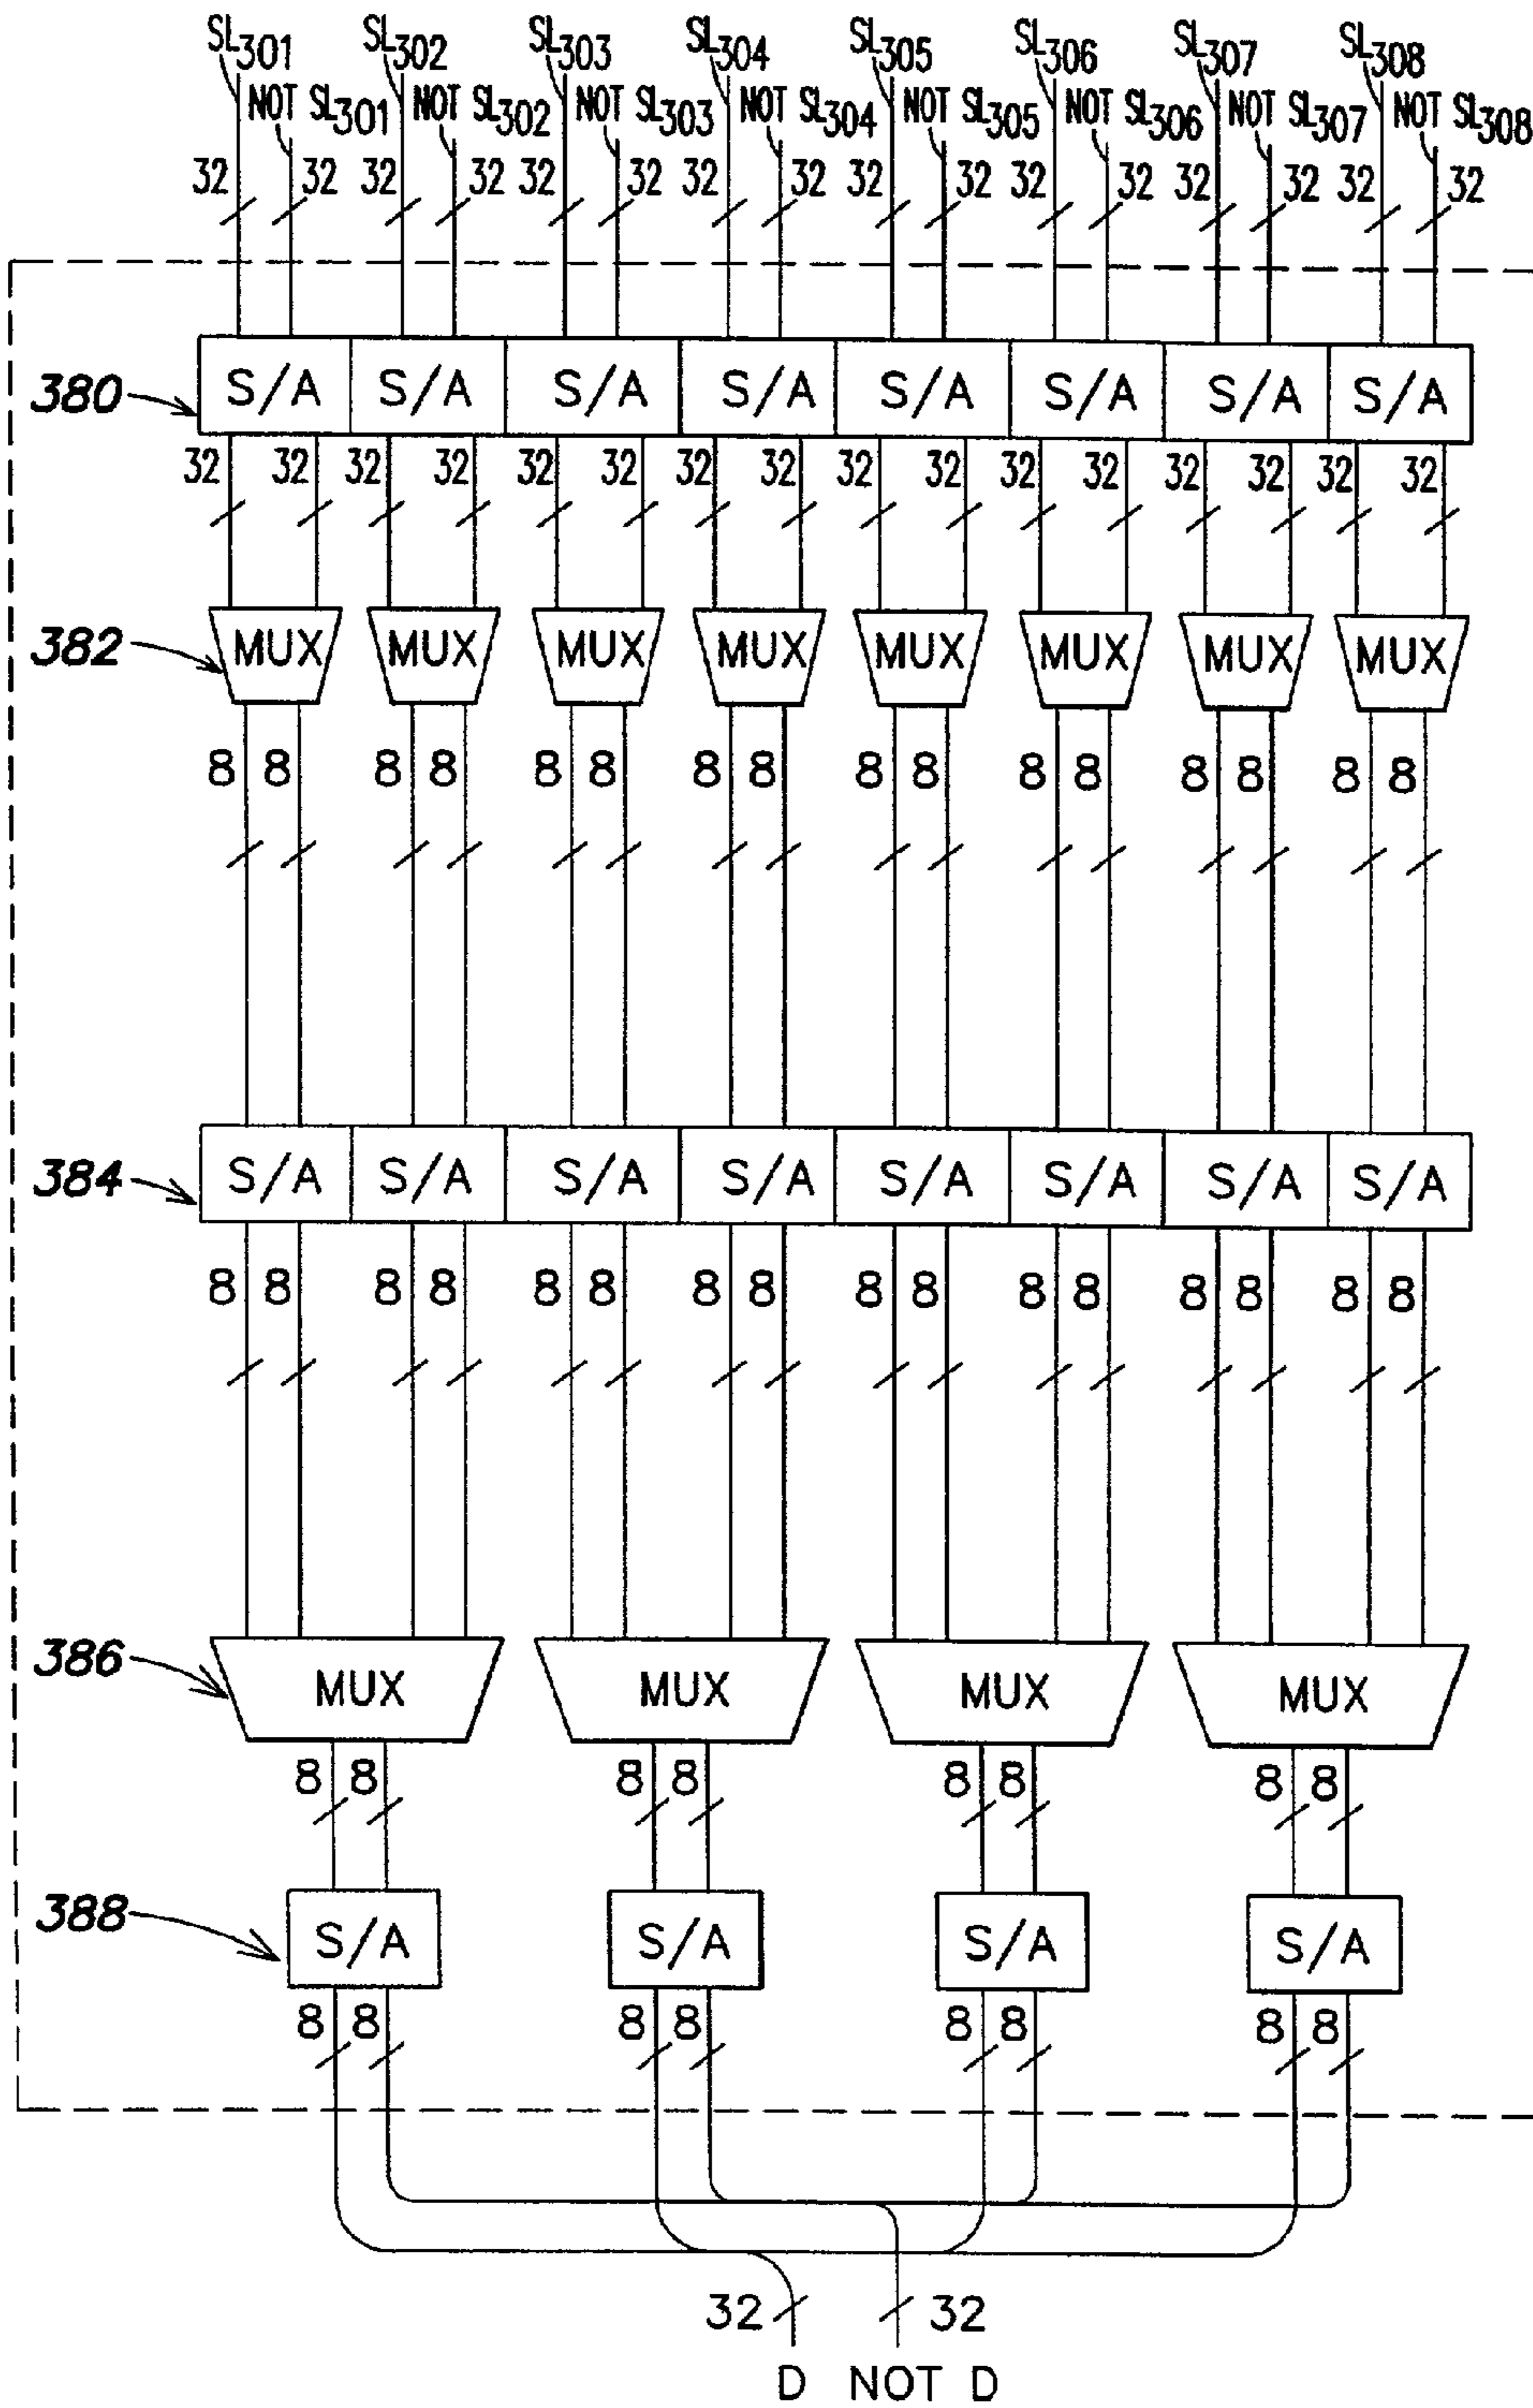 SL301 SL302 SL303 SL304 SL305 SL306 SL307 SL308
NOT SL301 NOT SL302 NOT SL303 NOT SL304 NOT SL305 NOT SL306 NOT SL307 NOT SL308
32 32 32 32 32 32 32 32 32 32 32 32 32 32 32 32
380 S/A S/A S/A S/A S/A S/A S/A S/A
32 32 32 32 32 32 32 32 32 32 32 32 32 32 32 32
382 MUX MUX MUX MUX MUX MUX MUX MUX
8 8 8 8 8 8 8 8 8 8 8 8 8 8 8 8
384 S/A S/A S/A S/A S/A S/A S/A S/A
8 8 8 8 8 8 8 8 8 8 8 8 8 8 8 8
386 MUX MUX MUX MUX
8 8 8 8 8 8 8 8
388 S/A S/A S/A S/A
8 8 8 8 8 8 8 8
32 32
D NOT D